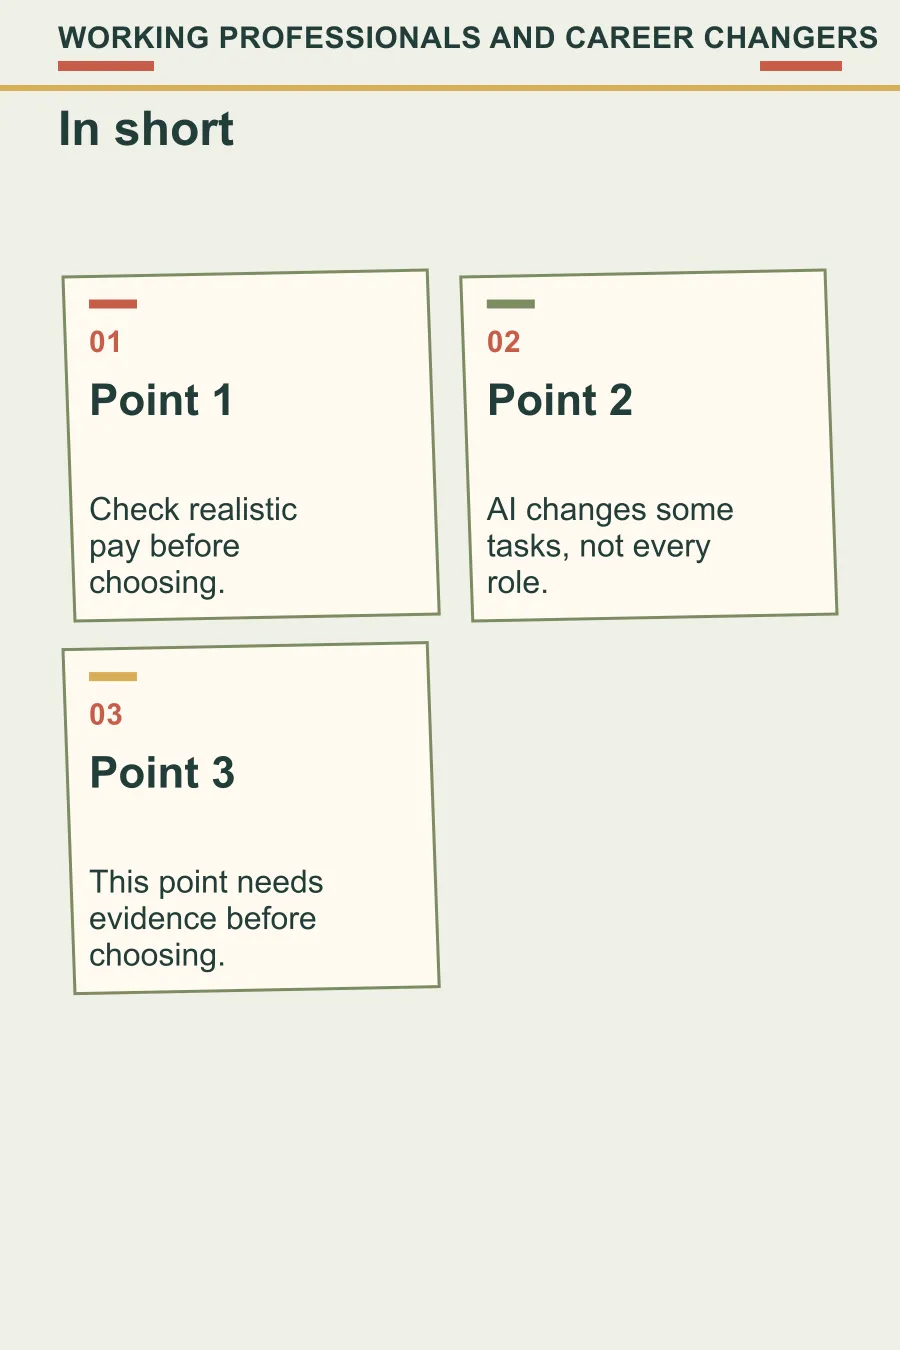 WORKING PROFESSIONALS AND CAREER CHANGERS
In short
01
Point 1
Check realistic
pay before
choosing.
02
Point 2
AI changes some
tasks, not every
role.
03
Point 3
This point needs
evidence before
choosing.